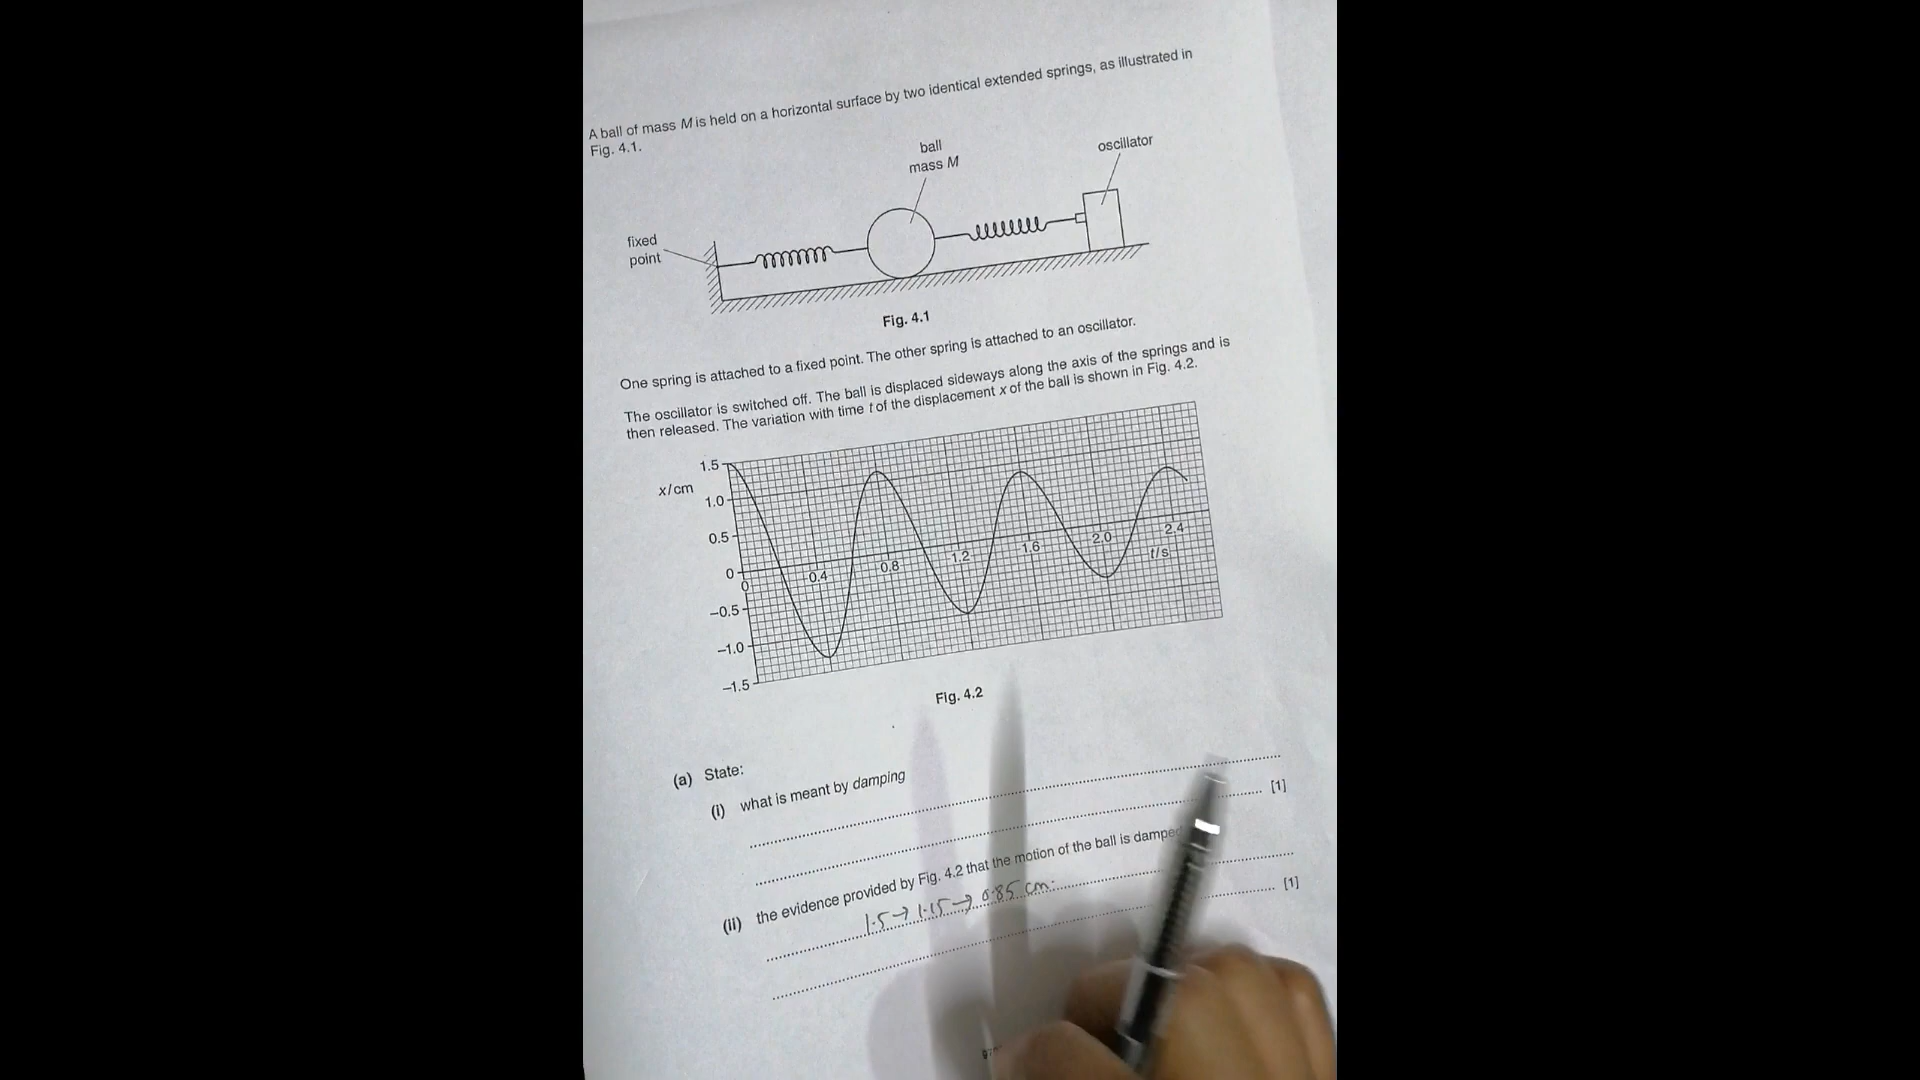 A ball of mass M is held on a horizontal surface by two identical extended springs, as illustrated in
Fig. 4.1.
ball
mass M
oscillator
fixed
point
Fig. 4.1
One spring is attached to a fixed point. The other spring is attached to an oscillator.
The oscillator is switched off. The ball is displaced sideways along the axis of the springs and is
then released. The variation with time t of the displacement x of the ball is shown in Fig. 4.2.
1.5
x/cm
1.0
0.5
0
0
0.4
0.8
1.2
1.6
2.0
2.4
t/s
–0.5
–1.0
–1.5
Fig. 4.2
(a) State:
(i) what is meant by damping
[1]
(ii) the evidence provided by Fig. 4.2 that the motion of the ball is damped
1.5→1.15→0.85 cm.
[1]